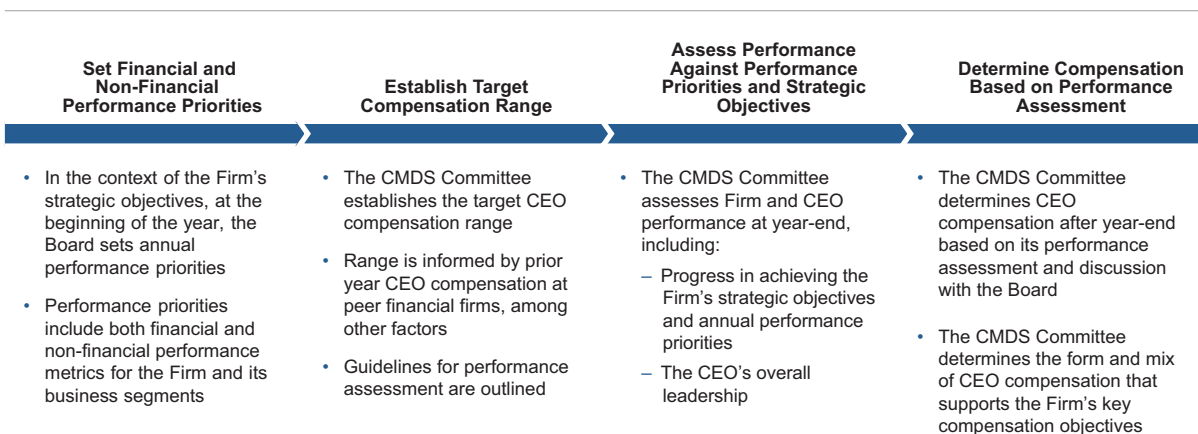 Set Financial and
Non-Financial
Performance Priorities
Establish Target
Compensation Range
Assess Performance
Against Performance
Priorities and Strategic
Objectives
Determine Compensation
Based on Performance
Assessment
• In the context of the Firm's
strategic objectives, at the
beginning of the year, the
Board sets annual
performance priorities
• Performance priorities
include both financial and
non-financial performance
metrics for the Firm and its
business segments
• The CMDS Committee
establishes the target CEO
compensation range
• Range is informed by prior
year CEO compensation at
peer financial firms, among
other factors
• Guidelines for performance
assessment are outlined
• The CMDS Committee
assesses Firm and CEO
performance at year-end,
including:
– Progress in achieving the
Firm's strategic objectives
and annual performance
priorities
– The CEO's overall
leadership
• The CMDS Committee
determines CEO
compensation after year-end
based on its performance
assessment and discussion
with the Board
• The CMDS Committee
determines the form and mix
of CEO compensation that
supports the Firm's key
compensation objectives